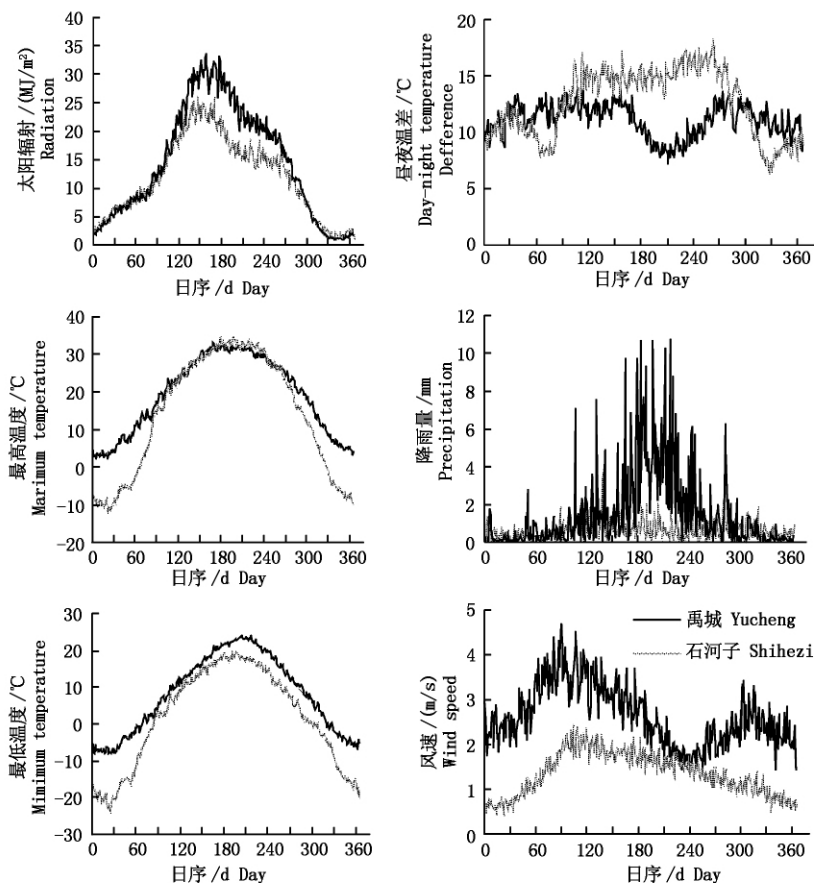 太阳辐射/(MJ/m²)
Radiation
40
35
30
25
20
15
10
5
0
0 60 120 180 240 300 360
日序/d Day
昼夜温差/℃
Day-night temperature
Defference
20
15
10
5
0
0 60 120 180 240 300 360
日序/d Day
最高温度/℃
Marimum temperature
40
30
20
10
0
-10
-20
0 60 120 180 240 300 360
日序/d Day
降雨量/mm
Precipitation
12
10
8
6
4
2
0
0 60 120 180 240 300 360
日序/d Day
最低温度/℃
Mimimum temperature
30
20
10
0
-10
-20
-30
0 60 120 180 240 300 360
日序/d Day
风速/(m/s)
Wind speed
5
4
3
2
1
0
禹城 Yucheng
石河子 Shihezi
0 60 120 180 240 300 360
日序/d Day